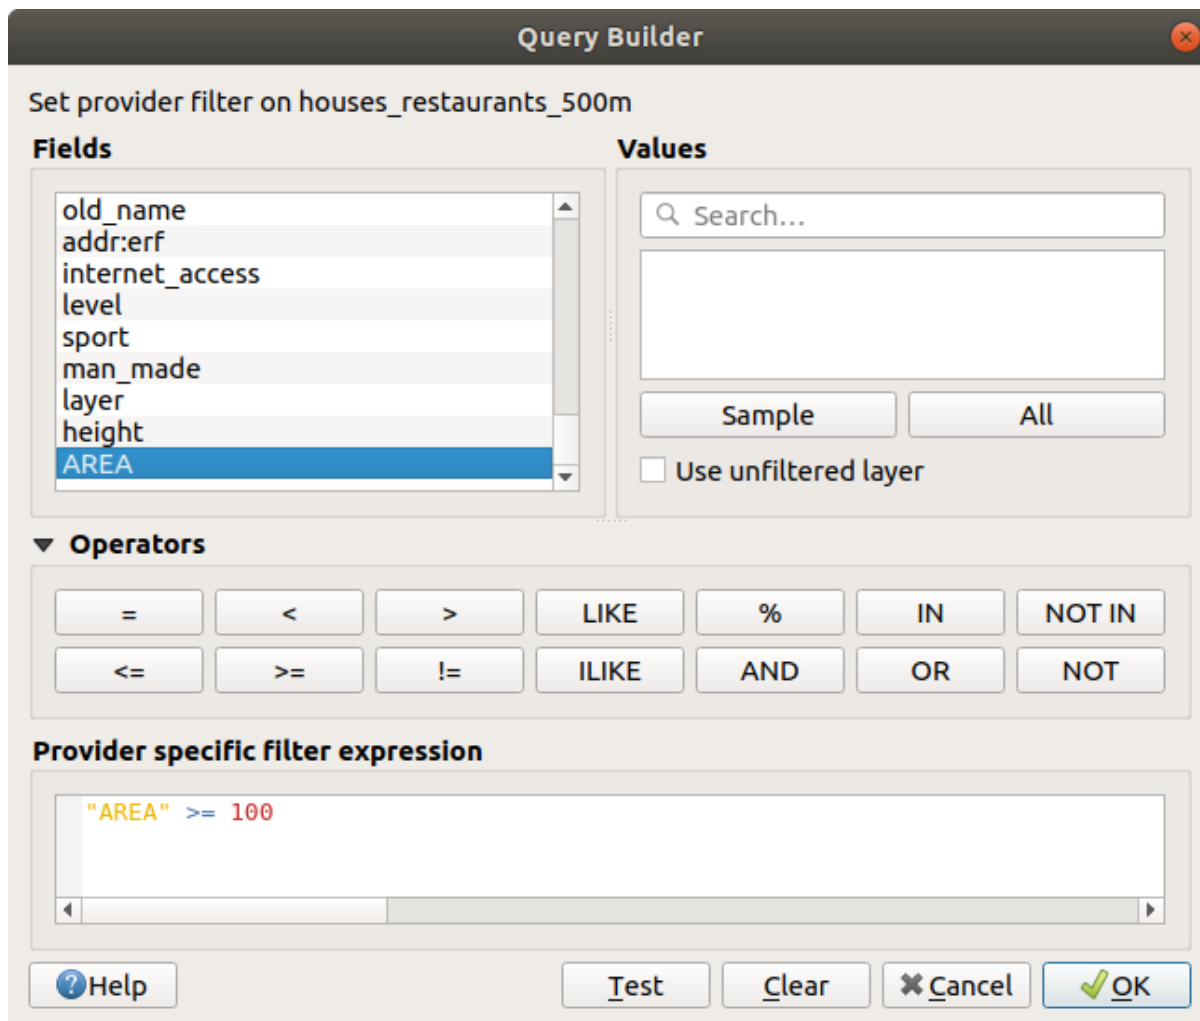 Query Builder
Set provider filter on houses_restaurants_500m
Fields
Values
old_name
addr:erf
internet_access
level
sport
man_made
layer
height
AREA
Search...
Sample
All
Use unfiltered layer
Operators
= < > LIKE % IN NOT IN
<= >= != ILIKE AND OR NOT
Provider specific filter expression
"AREA" >= 100
Help Test Clear Cancel OK